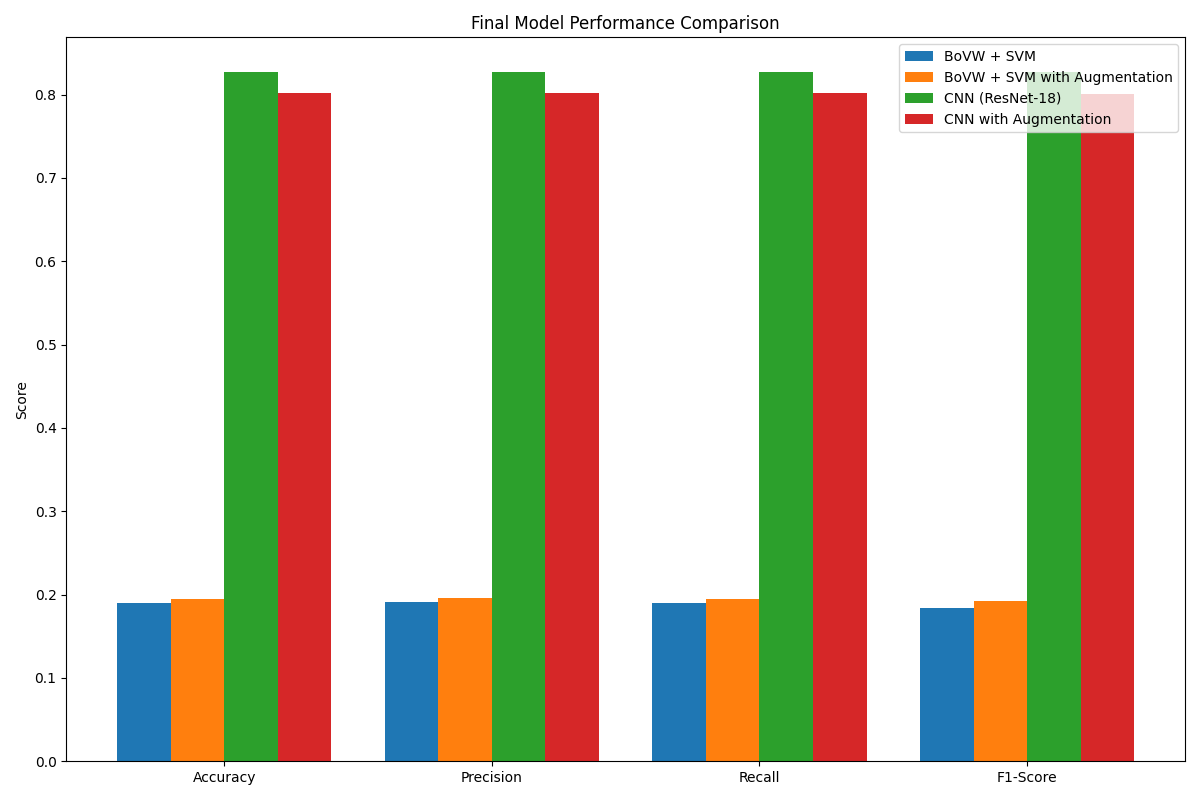 Final Model Performance Comparison
BoVW + SVM
BoVW + SVM with Augmentation
CNN (ResNet-18)
CNN with Augmentation
Score
0.8
0.7
0.6
0.5
0.4
0.3
0.2
0.1
0.0
Accuracy
Precision
Recall
F1-Score